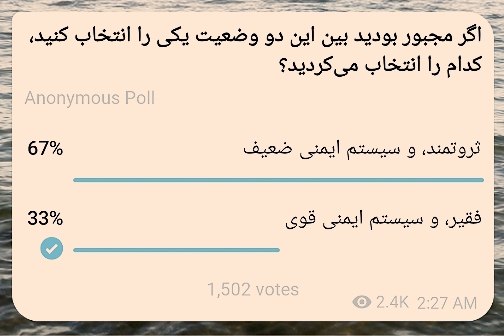 اگر مجبور بودید بین این دو وضعیت یکی را انتخاب کنید،
کدام را انتخاب می‌کردید؟
Anonymous Poll
67% ثروتمند، و سیستم ایمنی ضعیف
33% فقیر، و سیستم ایمنی قوی
1,502 votes
2.4K 2:27 AM